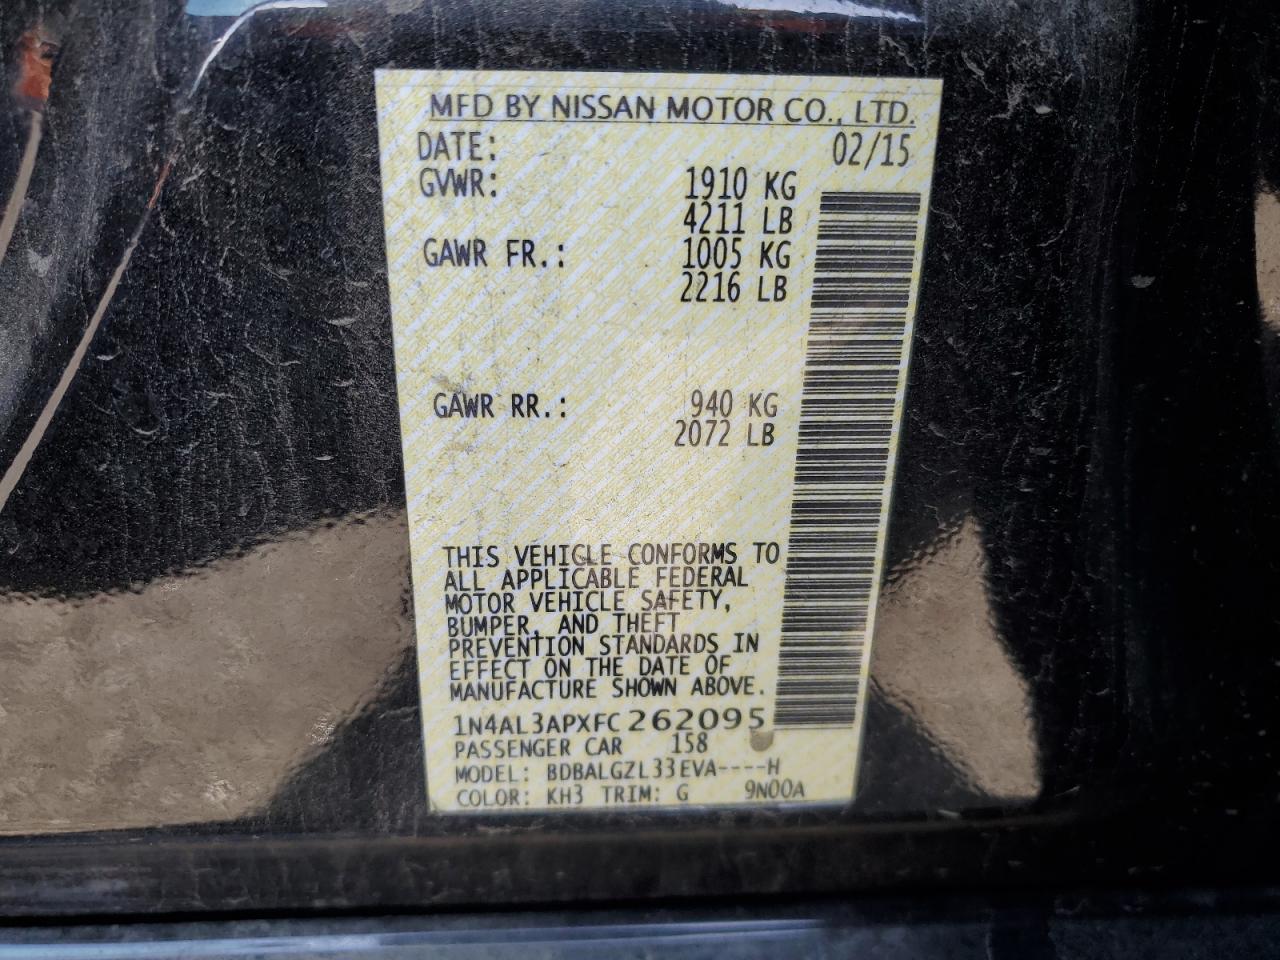 MFD BY NISSAN MOTOR CO., LTD.
DATE: 02/15
GVWR: 1910 KG
4211 LB
GAWR FR.: 1005 KG
2216 LB
GAWR RR.: 940 KG
2072 LB
THIS VEHICLE CONFORMS TO
ALL APPLICABLE FEDERAL
MOTOR VEHICLE SAFETY,
BUMPER, AND THEFT
PREVENTION STANDARDS IN
EFFECT ON THE DATE OF
MANUFACTURE SHOWN ABOVE.
1N4AL3APXFC262095
PASSENGER CAR 158
MODEL: BDBALGZL33EVA----H
COLOR: KH3 TRIM: G 9N00A